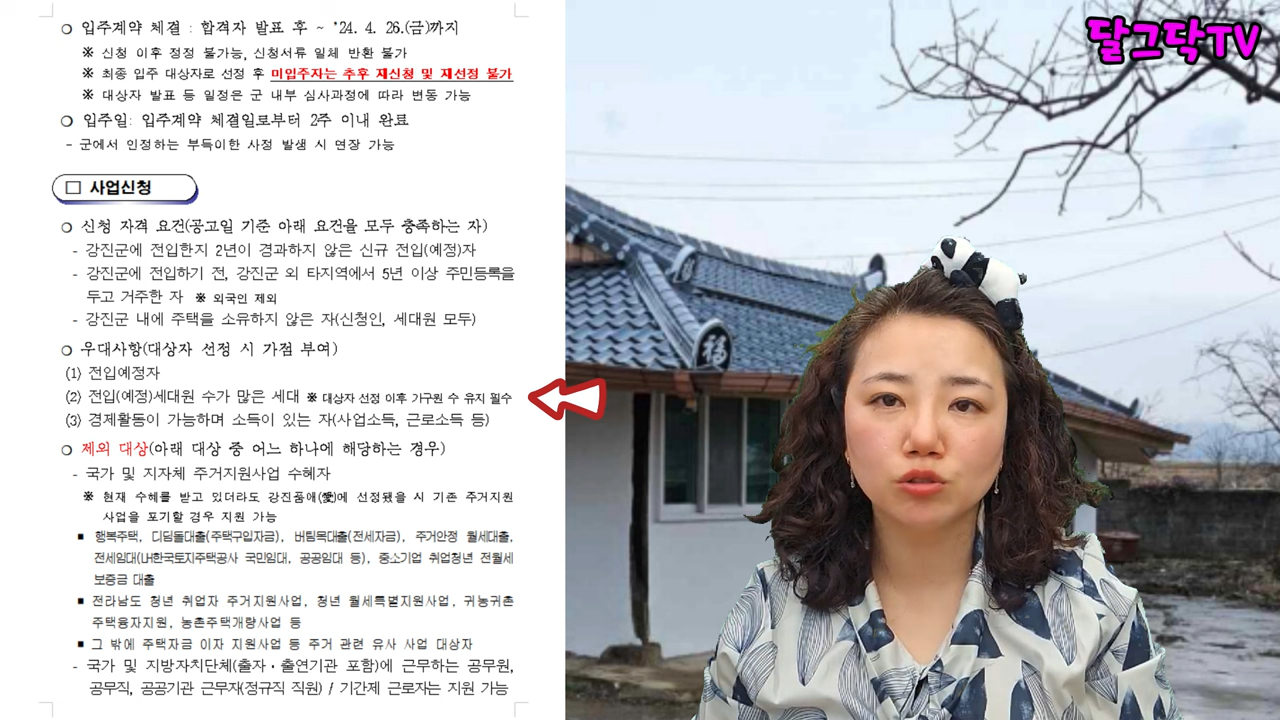 달그닥TV
○ 입주계약 체결 : 합격자 발표 후 ~ '24. 4. 26.(금)까지
※ 신청 이후 정정 불가능, 신청서류 일체 반환 불가
※ 최종 입주 대상자로 선정 후 미입주자는 추후 재신청 및 재선정 불가
※ 대상자 발표 등 일정은 군 내부 심사과정에 따라 변동 가능
○ 입주일: 입주계약 체결일로부터 2주 이내 완료
- 군에서 인정하는 부득이한 사정 발생 시 연장 가능
□ 사업신청
○ 신청 자격 요건(공고일 기준 아래 요건을 모두 충족하는 자)
- 강진군에 전입한지 2년이 경과하지 않은 신규 전입(예정)자
- 강진군에 전입하기 전, 강진군 외 타지역에서 5년 이상 주민등록을
두고 거주한 자 ※ 외국인 제외
- 강진군 내에 주택을 소유하지 않은 자(신청인, 세대원 모두)
○ 우대사항(대상자 선정 시 가점 부여)
(1) 전입예정자
(2) 전입(예정)세대원 수가 많은 세대 ※ 대상자 선정 이후 가구원 수 유지 필수
(3) 경제활동이 가능하며 소득이 있는 자(사업소득, 근로소득 등)
○ 제외 대상(아래 대상 중 어느 하나에 해당하는 경우)
- 국가 및 지자체 주거지원사업 수혜자
※ 현재 수혜를 받고 있더라도 강진품애(愛)에 선정됐을 시 기존 주거지원
사업을 포기할 경우 지원 가능
■ 행복주택, 디딤돌대출(주택구입자금), 버팀목대출(전세자금), 주거안정 월세대출,
전세임대(LH한국토지주택공사 국민임대, 공공임대 등), 중소기업 취업청년 전월세
보증금 대출
■ 전라남도 청년 취업자 주거지원사업, 청년 월세특별지원사업, 귀농귀촌
주택융자지원, 농촌주택개량사업 등
■ 그 밖에 주택자금 이자 지원사업 등 주거 관련 유사 사업 대상자
- 국가 및 지방자치단체(출자·출연기관 포함)에 근무하는 공무원,
공무직, 공공기관 근무자(정규직 직원) / 기간제 근로자는 지원 가능
福